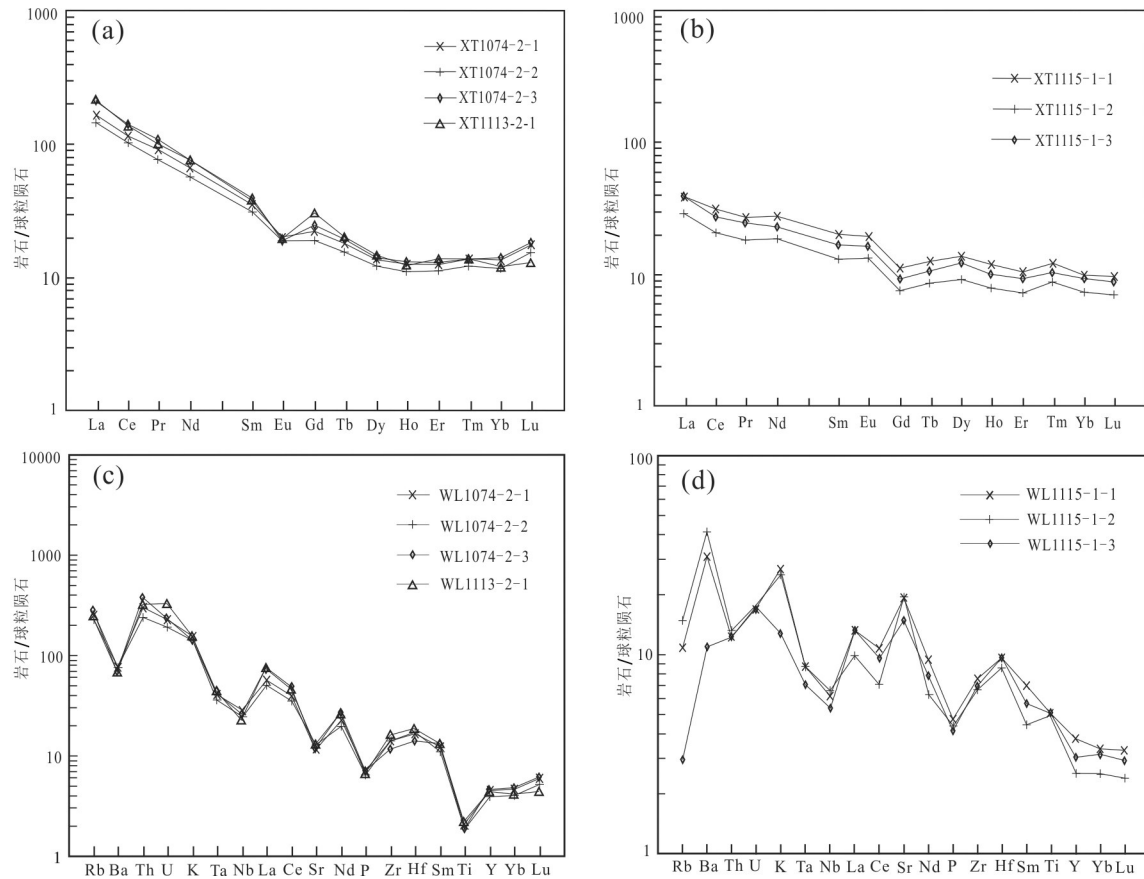 (a)
1000
100
10
1
岩石/球粒陨石
XT1074-2-1
XT1074-2-2
XT1074-2-3
XT1113-2-1
La Ce Pr Nd Sm Eu Gd Tb Dy Ho Er Tm Yb Lu
(b)
1000
100
10
1
岩石/球粒陨石
XT1115-1-1
XT1115-1-2
XT1115-1-3
La Ce Pr Nd Sm Eu Gd Tb Dy Ho Er Tm Yb Lu
(c)
10000
1000
100
10
1
岩石/球粒陨石
WL1074-2-1
WL1074-2-2
WL1074-2-3
WL1113-2-1
Rb Ba Th U K Ta Nb La Ce Sr Nd P Zr Hf Sm Ti Y Yb Lu
(d)
100
10
1
岩石/球粒陨石
WL1115-1-1
WL1115-1-2
WL1115-1-3
Rb Ba Th U K Ta Nb La Ce Sr Nd P Zr Hf Sm Ti Y Yb Lu